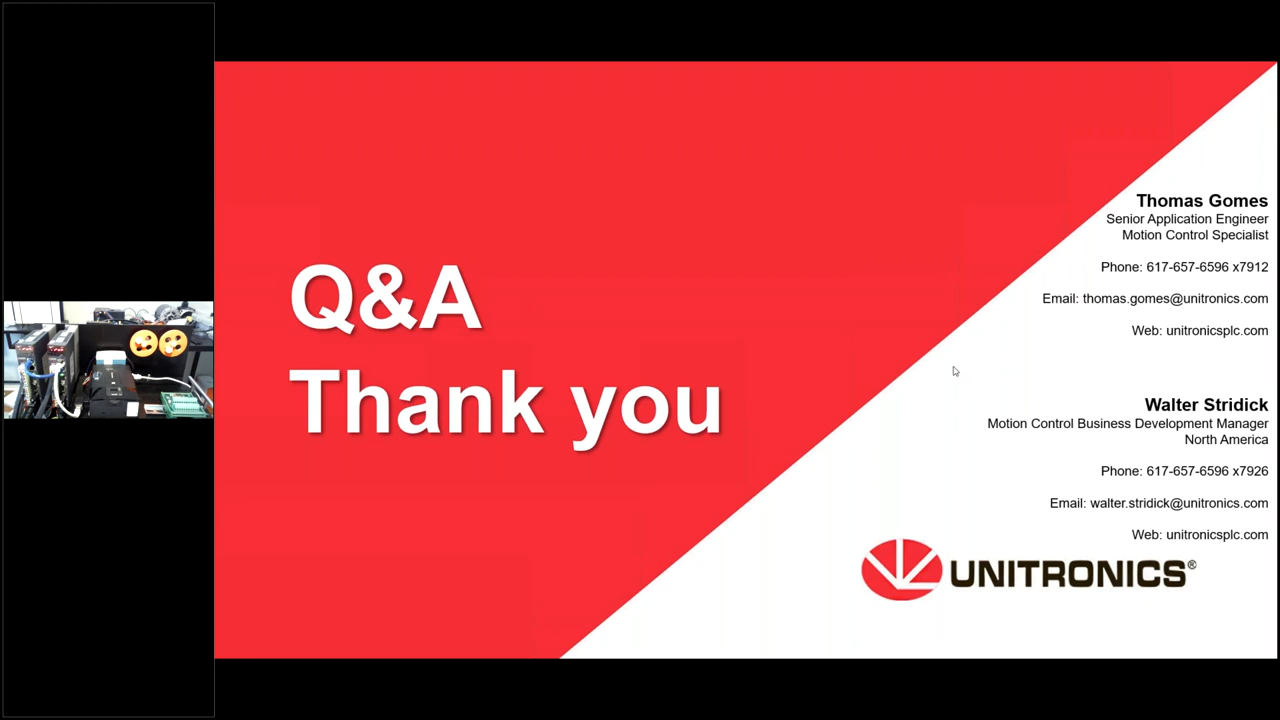 Q&A
Thank you
Thomas Gomes
Senior Application Engineer
Motion Control Specialist
Phone: 617-657-6596 x7912
Email: thomas.gomes@unitronics.com
Web: unitronicsplc.com
Walter Stridick
Motion Control Business Development Manager
North America
Phone: 617-657-6596 x7926
Email: walter.stridick@unitronics.com
Web: unitronicsplc.com
UNITRONICS®